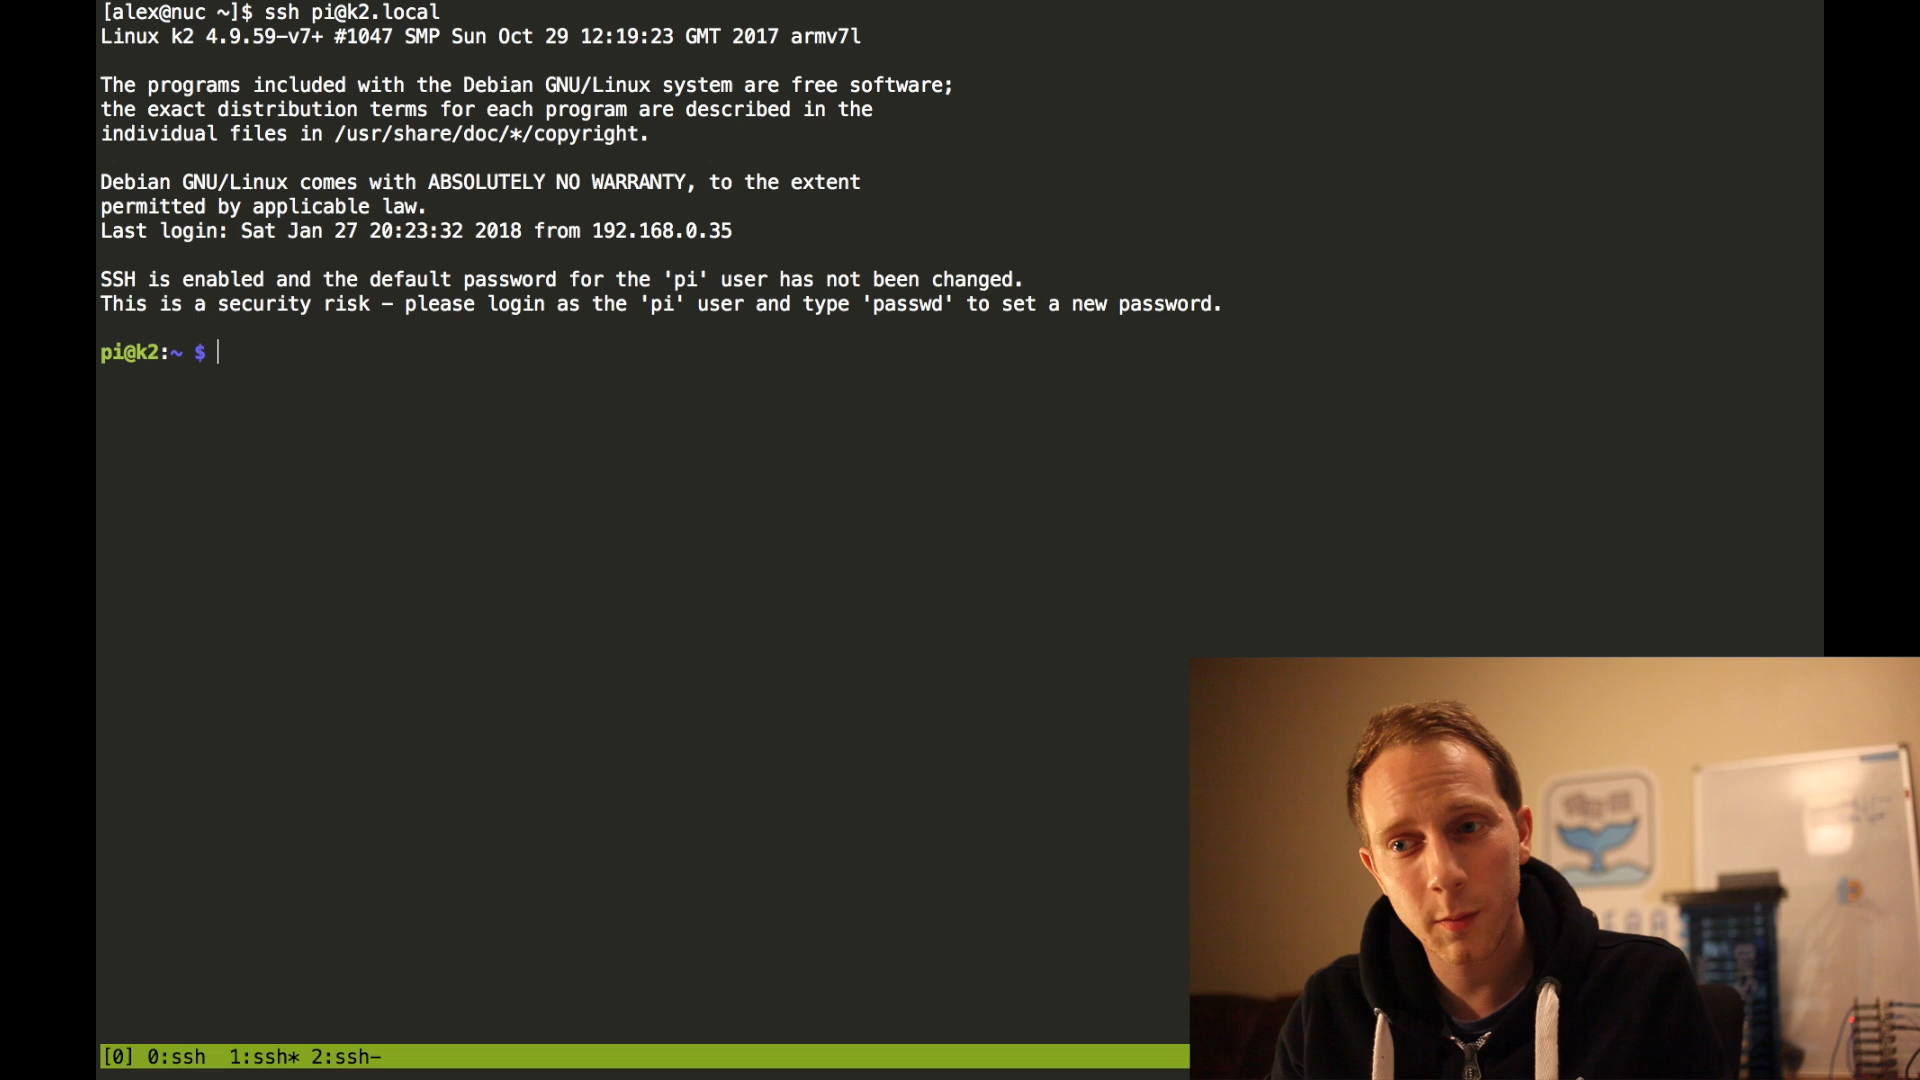 [alex@nuc ~]$ ssh pi@k2.local
Linux k2 4.9.59-v7+ #1047 SMP Sun Oct 29 12:19:23 GMT 2017 armv7l
The programs included with the Debian GNU/Linux system are free software;
the exact distribution terms for each program are described in the
individual files in /usr/share/doc/*/copyright.
Debian GNU/Linux comes with ABSOLUTELY NO WARRANTY, to the extent
permitted by applicable law.
Last login: Sat Jan 27 20:23:32 2018 from 192.168.0.35
SSH is enabled and the default password for the 'pi' user has not been changed.
This is a security risk - please login as the 'pi' user and type 'passwd' to set a new password.
pi@k2:~ $
[0] 0:ssh  1:ssh* 2:ssh-